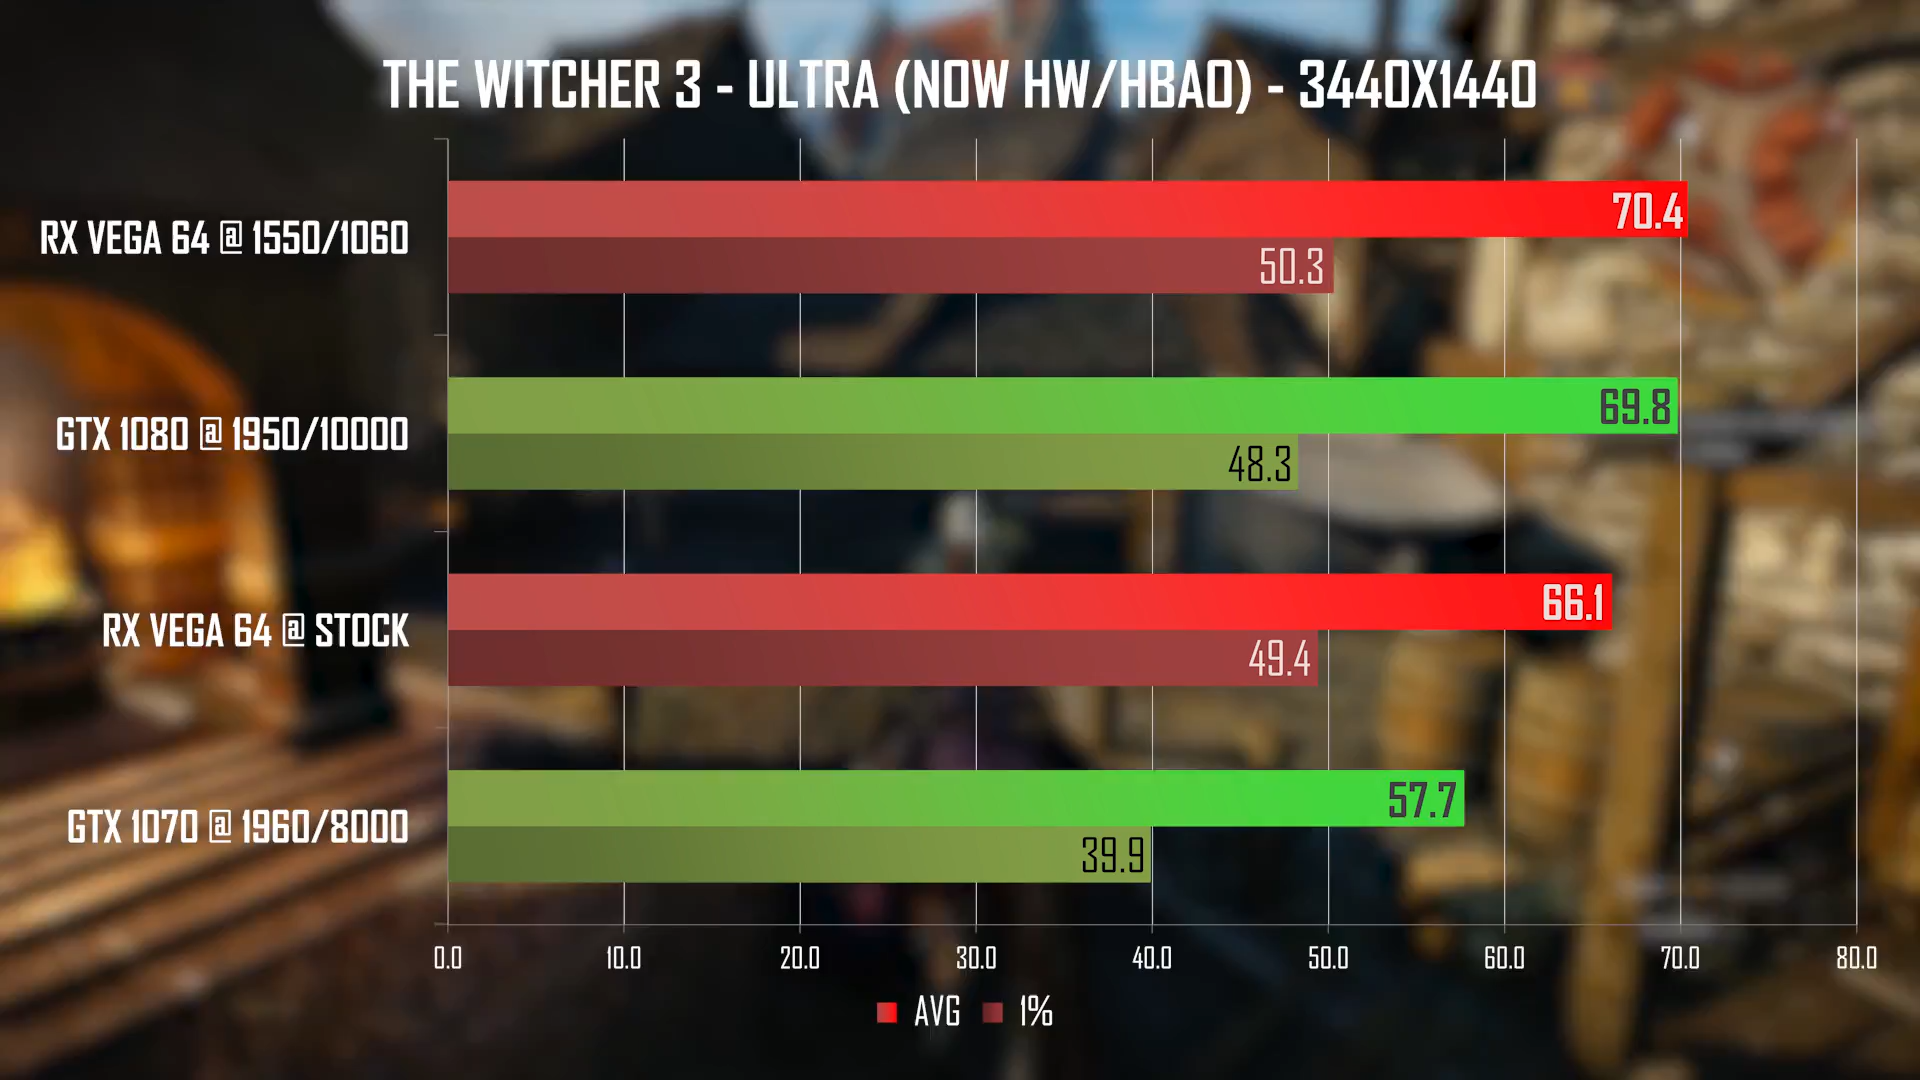 THE WITCHER 3 - ULTRA (NOW HW/HBAO) - 3440X1440
RX VEGA 64 @ 1550/1060
70.4
50.3
GTX 1080 @ 1950/10000
69.8
48.3
RX VEGA 64 @ STOCK
66.1
49.4
GTX 1070 @ 1960/8000
57.7
39.9
0.0 10.0 20.0 30.0 40.0 50.0 60.0 70.0 80.0
AVG 1%